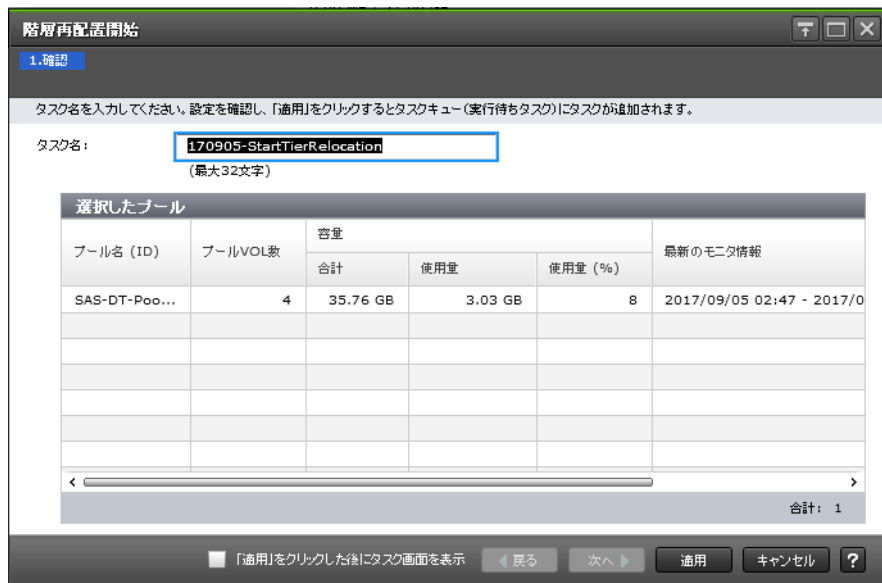 階層再配置開始
1.確認
タスク名を入力してください。設定を確認し、「適用」をクリックするとタスクキュー(実行待ちタスク)にタスクが追加されます。
タスク名:
170905-StartTierRelocation
(最大32文字)
選択したプール
プール名 (ID) プールVOL数 容量 最新のモニタ情報
合計 使用量 使用量 (%)
SAS-DT-Poo... 4 35.76 GB 3.03 GB 8 2017/09/05 02:47 - 2017/0
合計: 1
「適用」をクリックした後にタスク画面を表示 戻る 次へ 適用 キャンセル ?